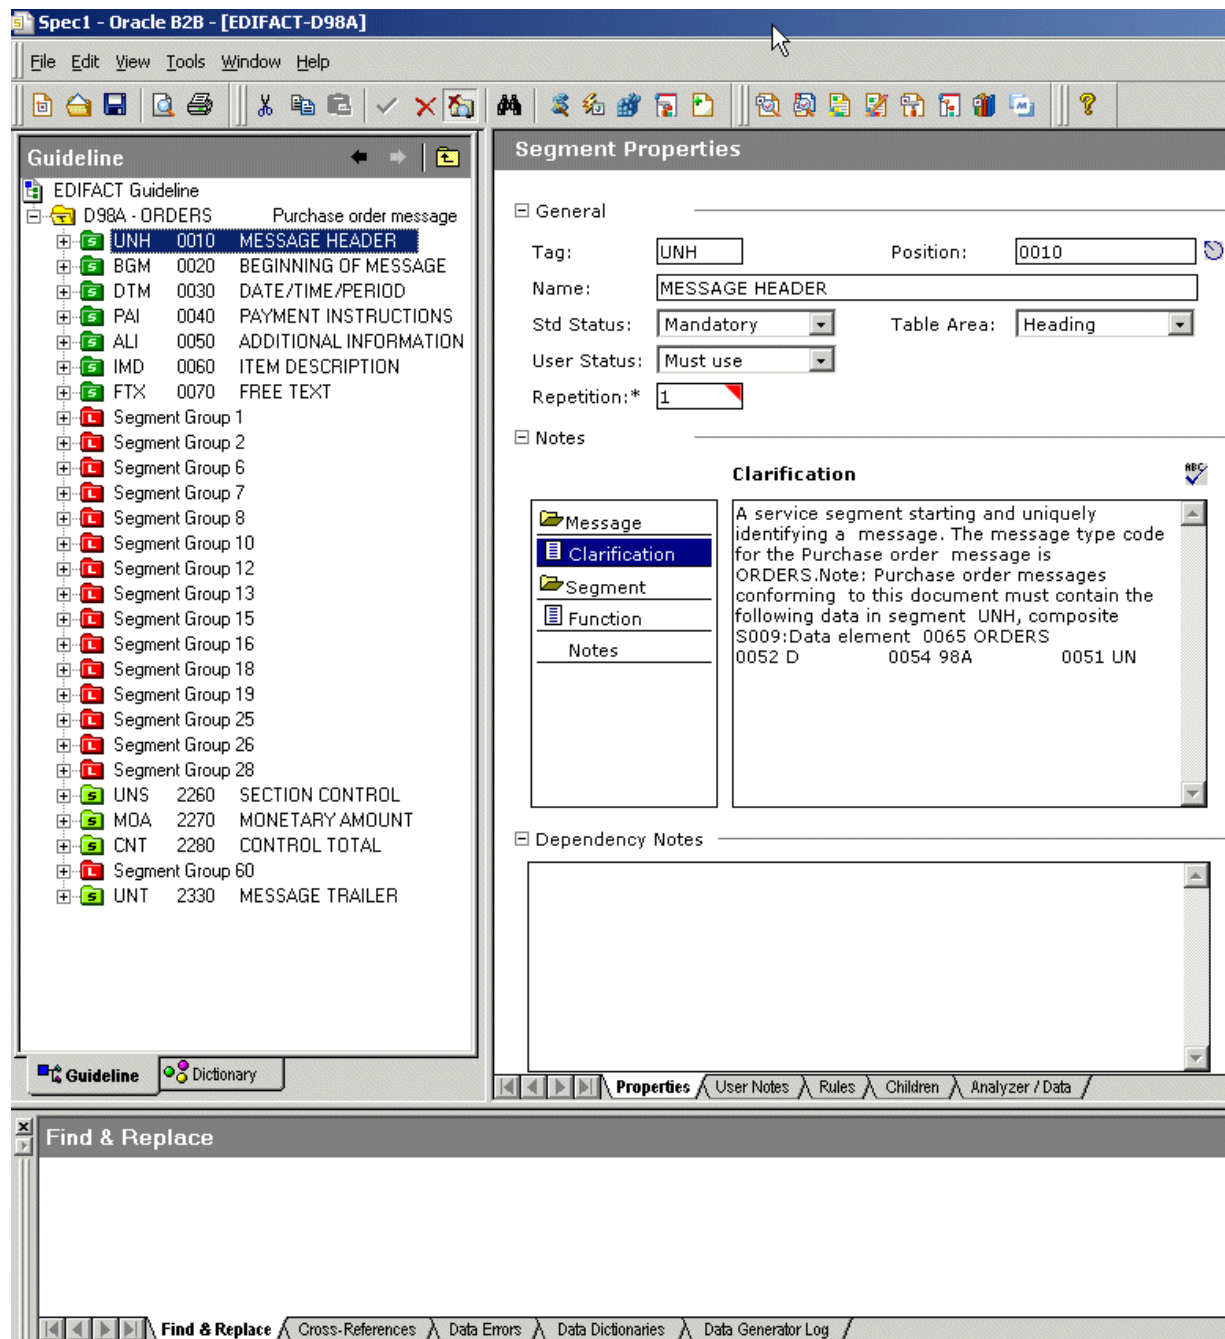 Spec1 - Oracle B2B - [EDIFACT-D98A]
File Edit View Tools Window Help
Guideline
EDIFACT Guideline
D98A - ORDERS Purchase order message
UNH 0010 MESSAGE HEADER
BGM 0020 BEGINNING OF MESSAGE
DTM 0030 DATE/TIME/PERIOD
PAI 0040 PAYMENT INSTRUCTIONS
ALI 0050 ADDITIONAL INFORMATION
IMD 0060 ITEM DESCRIPTION
FTX 0070 FREE TEXT
Segment Group 1
Segment Group 2
Segment Group 6
Segment Group 7
Segment Group 8
Segment Group 10
Segment Group 12
Segment Group 13
Segment Group 15
Segment Group 16
Segment Group 18
Segment Group 19
Segment Group 25
Segment Group 26
Segment Group 28
UNS 2260 SECTION CONTROL
MOA 2270 MONETARY AMOUNT
CNT 2280 CONTROL TOTAL
Segment Group 60
UNT 2330 MESSAGE TRAILER
Guideline Dictionary
Segment Properties
General
Tag: UNH Position: 0010
Name: MESSAGE HEADER
Std Status: Mandatory Table Area: Heading
User Status: Must use
Repetition:* 1
Notes
Clarification
ABC
Message
Clarification
Segment
Function
Notes
A service segment starting and uniquely
identifying a message. The message type code
for the Purchase order message is
ORDERS.Note: Purchase order messages
conforming to this document must contain the
following data in segment UNH, composite
S009:Data element 0065 ORDERS
0052 D 0054 98A 0051 UN
Dependency Notes
Properties User Notes Rules Children Analyzer / Data
Find & Replace
Find & Replace Cross-References Data Errors Data Dictionaries Data Generator Log